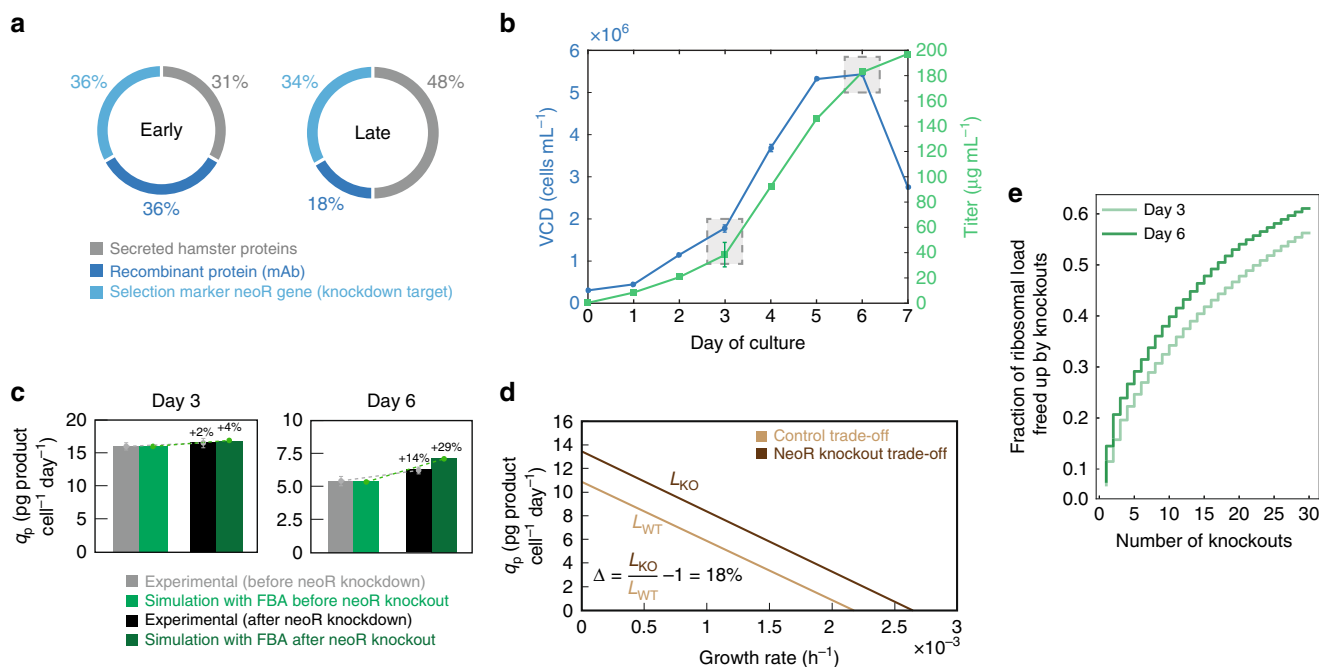 a
36%
31%
Early
36%
34%
48%
Late
18%
Secreted hamster proteins
Recombinant protein (mAb)
Selection marker neoR gene (knockdown target)
b
×10⁶
6
5
4
3
2
1
0
VCD (cells mL⁻¹)
200
180
160
140
120
100
80
60
40
20
0
Titer (μg mL⁻¹)
0 1 2 3 4 5 6 7
Day of culture
c
Day 3
20
15
10
5
0
qₚ (pg product
cell⁻¹ day⁻¹)
+2%
+4%
Day 6
10
7.5
5.0
2.5
0
+14%
+29%
Experimental (before neoR knockdown)
Simulation with FBA before neoR knockout
Experimental (after neoR knockdown)
Simulation with FBA after neoR knockout
d
16
14
12
10
8
6
4
2
0
qₚ (pg product
cell⁻¹ day⁻¹)
Control trade-off
NeoR knockout trade-off
L_KO
L_WT
Δ = L_KO/L_WT −1 = 18%
0 0.5 1 1.5 2 2.5 3
×10⁻³
Growth rate (h⁻¹)
e
Day 3
Day 6
0.6
0.5
0.4
0.3
0.2
0.1
0.0
Fraction of ribosomal load
freed up by knockouts
0 5 10 15 20 25 30
Number of knockouts